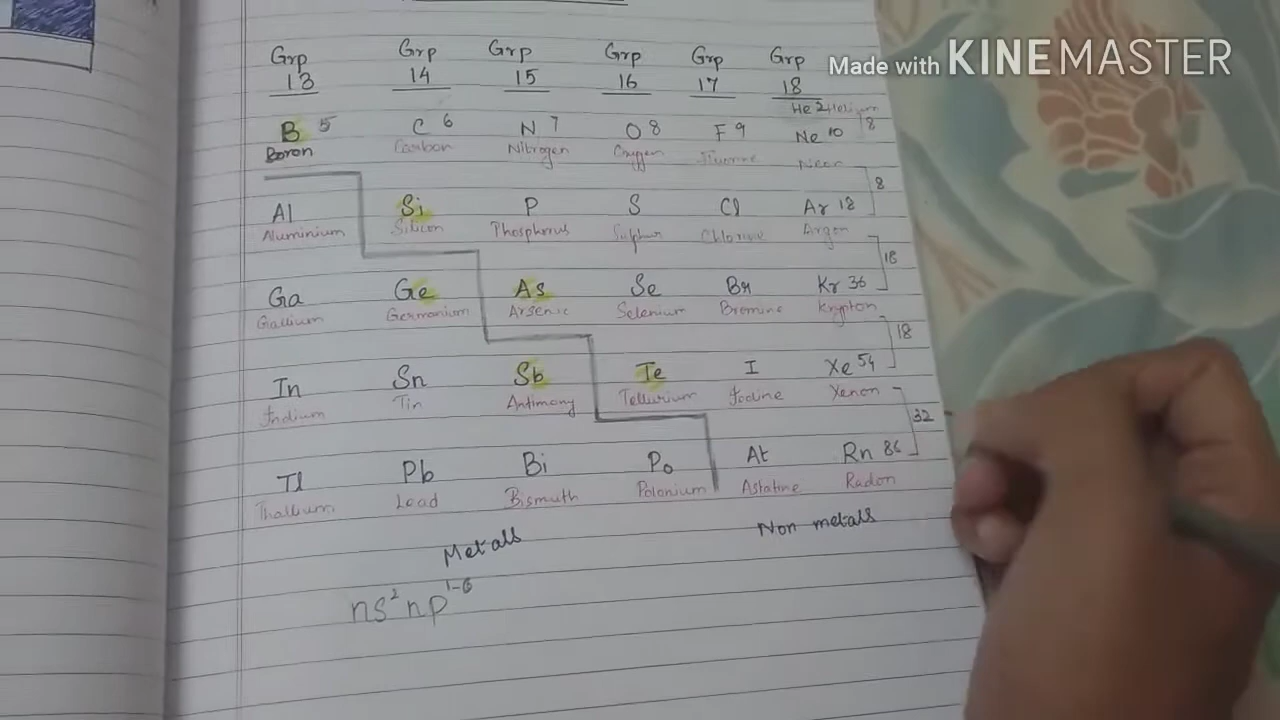 Made with KINEMASTER
Grp Grp Grp Grp Grp Grp
13 14 15 16 17 18
He 2 Helium
B 5 C 6 N 7 O 8 F 9 Ne 10 8
Boron Carbon Nitrogen Oxygen Fluorine Neon
8
Al Si P S Cl Ar 18
Aluminium Silicon Phosphorus Sulphur Chlorine Argon
18
Ga Ge As Se Br Kr 36
Gallium Germanium Arsenic Selenium Bromine Krypton
18
In Sn Sb Te I Xe 54
Indium Tin Antimony Tellurium Iodine Xenon
32
Tl Pb Bi Po At Rn 86
Thallium Lead Bismuth Polonium Astatine Radon
Metals Non metals
ns² np¹⁻⁶